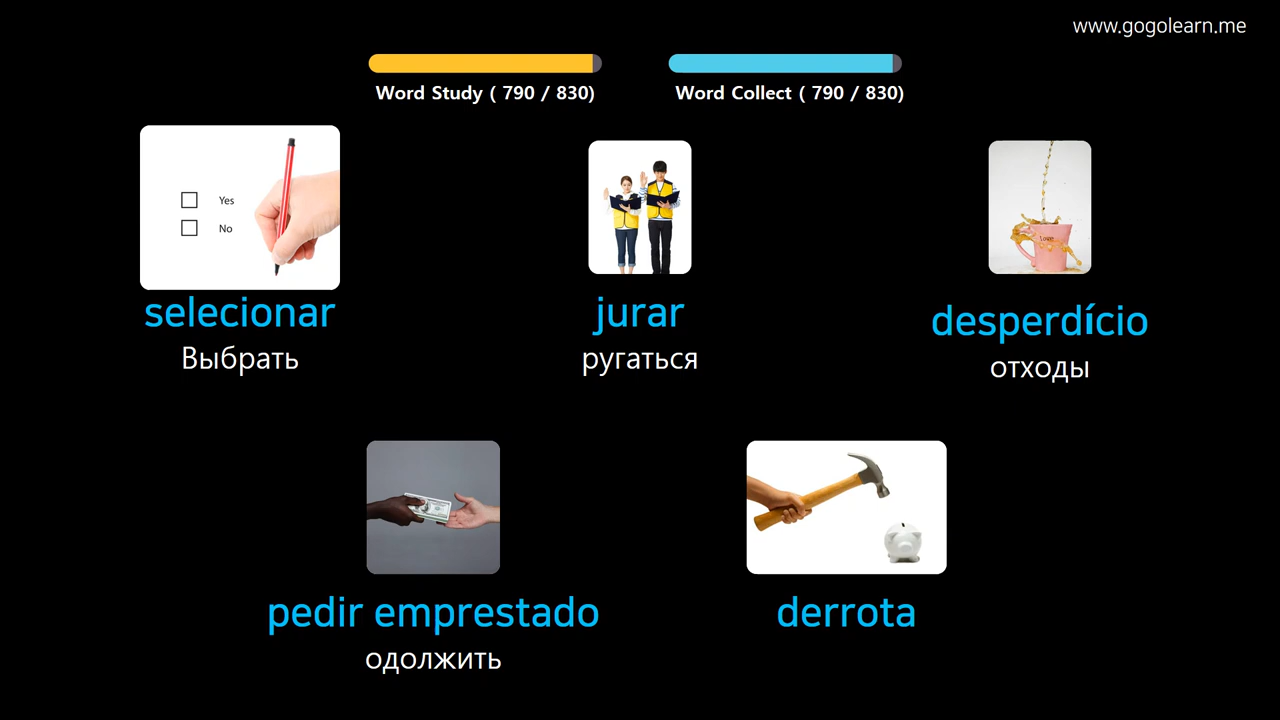 www.gogolearn.me
Word Study ( 790 / 830)
Word Collect ( 790 / 830)
Yes
No
Love
selecionar
Выбрать
jurar
ругаться
desperdício
отходы
pedir emprestado
одолжить
derrota